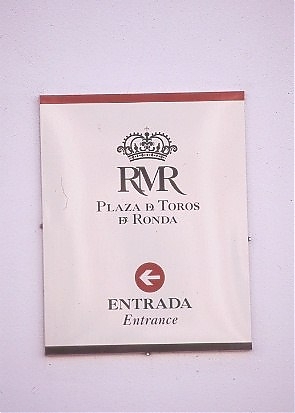 RMR
PLAZA DE TOROS
DE RONDA
ENTRADA
Entrance